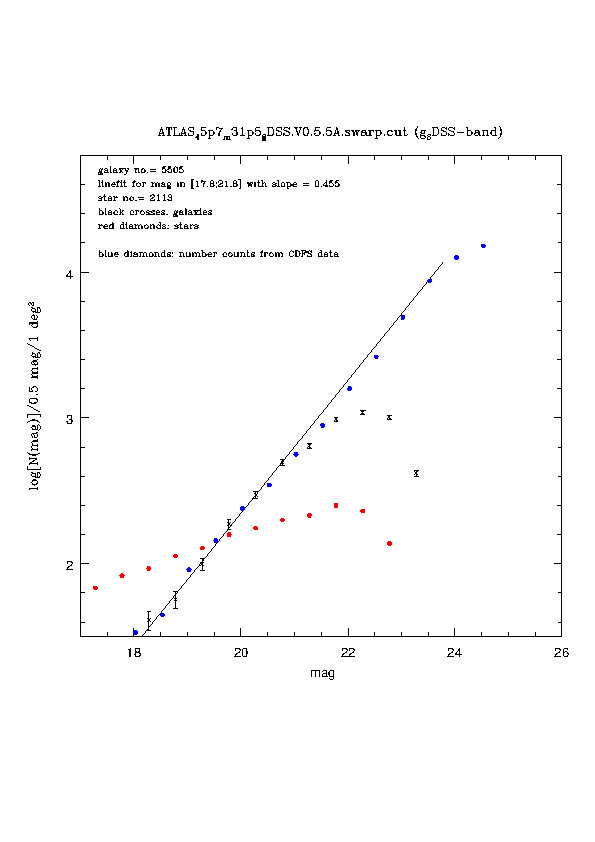 ATLAS45p7m31p5gDSS.V0.5.5A.swarp.cut (gSDSS-band)
galaxy no.= 5505
linefit for mag in [17.8;21.8] with slope = 0.455
star no.= 2113
black crosses: galaxies
red diamonds: stars
blue diamonds: number counts from CDFS data
log[N(mag)]/0.5 mag/1 deg²
4
3
2
18 20 22 24 26
mag